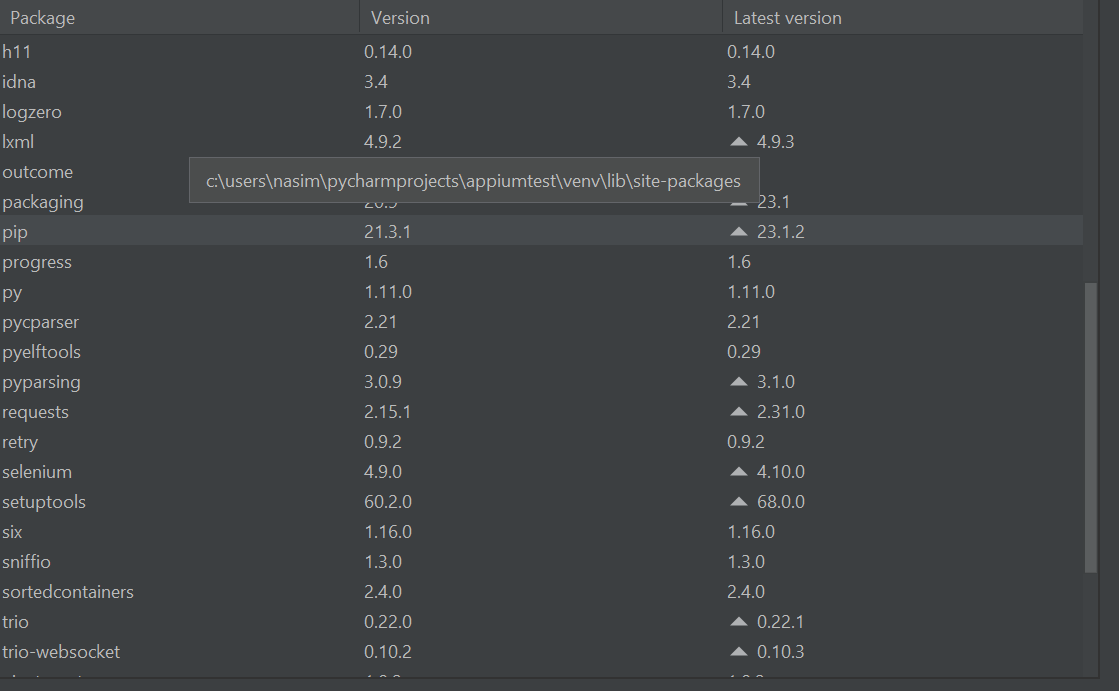 Package Version Latest version
h11 0.14.0 0.14.0
idna 3.4 3.4
logzero 1.7.0 1.7.0
lxml 4.9.2 4.9.3
outcome
c:\users\nasim\pycharmprojects\appiumtest\venv\lib\site-packages
packaging 23.1
pip 21.3.1 23.1.2
progress 1.6 1.6
py 1.11.0 1.11.0
pycparser 2.21 2.21
pyelftools 0.29 0.29
pyparsing 3.0.9 3.1.0
requests 2.15.1 2.31.0
retry 0.9.2 0.9.2
selenium 4.9.0 4.10.0
setuptools 60.2.0 68.0.0
six 1.16.0 1.16.0
sniffio 1.3.0 1.3.0
sortedcontainers 2.4.0 2.4.0
trio 0.22.0 0.22.1
trio-websocket 0.10.2 0.10.3